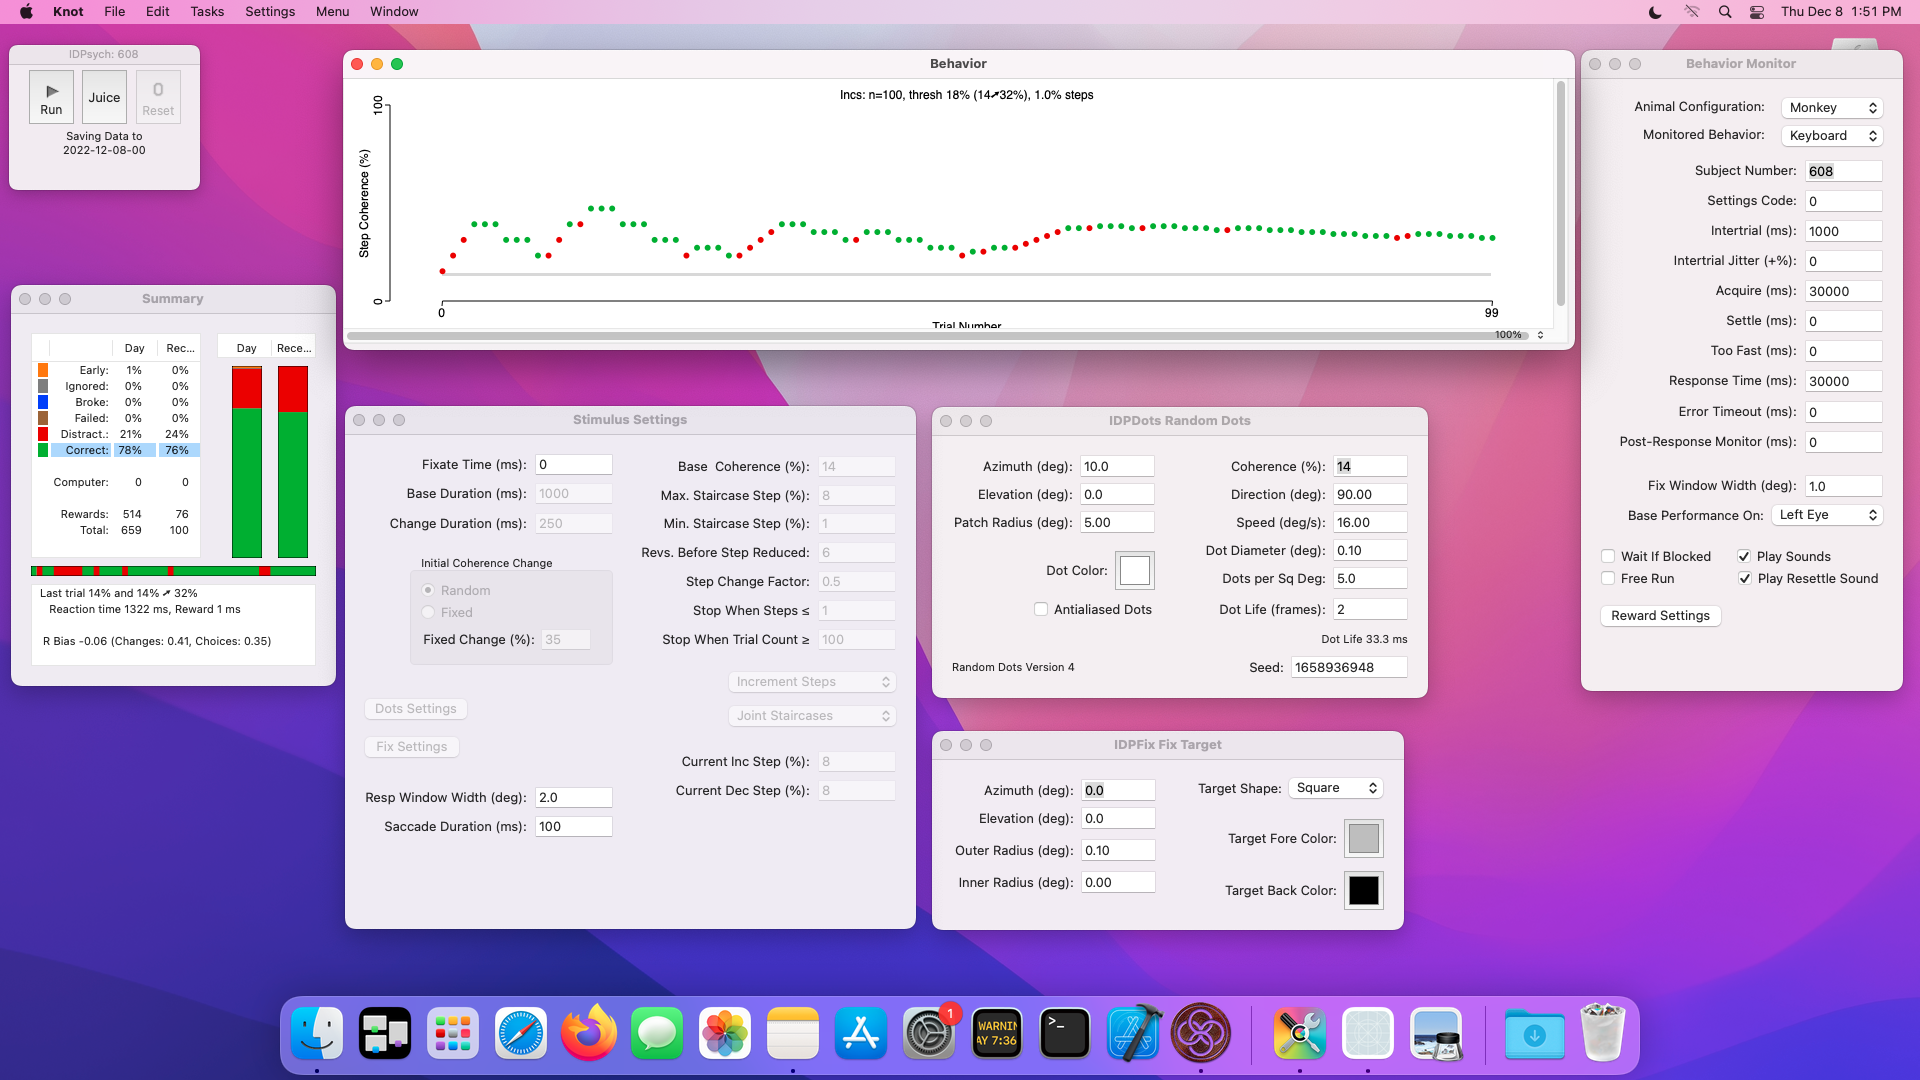 Knot File Edit Tasks Settings Menu Window
Thu Dec 8 1:51 PM
IDPsych: 608
Run
Juice
0
Reset
Saving Data to
2022-12-08-00
Behavior
Incs: n=100, thresh 18% (14➚32%), 1.0% steps
100
Step Coherence (%)
0
0
99
Trial Number
100%
Summary
Day Rec...
Early: 1% 0%
Ignored: 0% 0%
Broke: 0% 0%
Failed: 0% 0%
Distract.: 21% 24%
Correct: 78% 76%
Computer: 0 0
Rewards: 514 76
Total: 659 100
Day Rece...
Last trial 14% and 14% ➚ 32%
Reaction time 1322 ms, Reward 1 ms
R Bias -0.06 (Changes: 0.41, Choices: 0.35)
Stimulus Settings
Fixate Time (ms): 0
Base Duration (ms): 1000
Change Duration (ms): 250
Initial Coherence Change
Random
Fixed
Fixed Change (%): 35
Dots Settings
Fix Settings
Resp Window Width (deg): 2.0
Saccade Duration (ms): 100
Base Coherence (%): 14
Max. Staircase Step (%): 8
Min. Staircase Step (%): 1
Revs. Before Step Reduced: 6
Step Change Factor: 0.5
Stop When Steps ≤ 1
Stop When Trial Count ≥ 100
Increment Steps
Joint Staircases
Current Inc Step (%): 8
Current Dec Step (%): 8
IDPDots Random Dots
Azimuth (deg): 10.0
Elevation (deg): 0.0
Patch Radius (deg): 5.00
Dot Color:
Antialiased Dots
Random Dots Version 4
Coherence (%): 14
Direction (deg): 90.00
Speed (deg/s): 16.00
Dot Diameter (deg): 0.10
Dots per Sq Deg: 5.0
Dot Life (frames): 2
Dot Life 33.3 ms
Seed: 1658936948
IDPFix Fix Target
Azimuth (deg): 0.0
Elevation (deg): 0.0
Outer Radius (deg): 0.10
Inner Radius (deg): 0.00
Target Shape: Square
Target Fore Color:
Target Back Color:
Behavior Monitor
Animal Configuration: Monkey
Monitored Behavior: Keyboard
Subject Number: 608
Settings Code: 0
Intertrial (ms): 1000
Intertrial Jitter (+%): 0
Acquire (ms): 30000
Settle (ms): 0
Too Fast (ms): 0
Response Time (ms): 30000
Error Timeout (ms): 0
Post-Response Monitor (ms): 0
Fix Window Width (deg): 1.0
Base Performance On: Left Eye
Wait If Blocked Play Sounds
Free Run Play Resettle Sound
Reward Settings
1
WARNIN
AY 7:36
>_